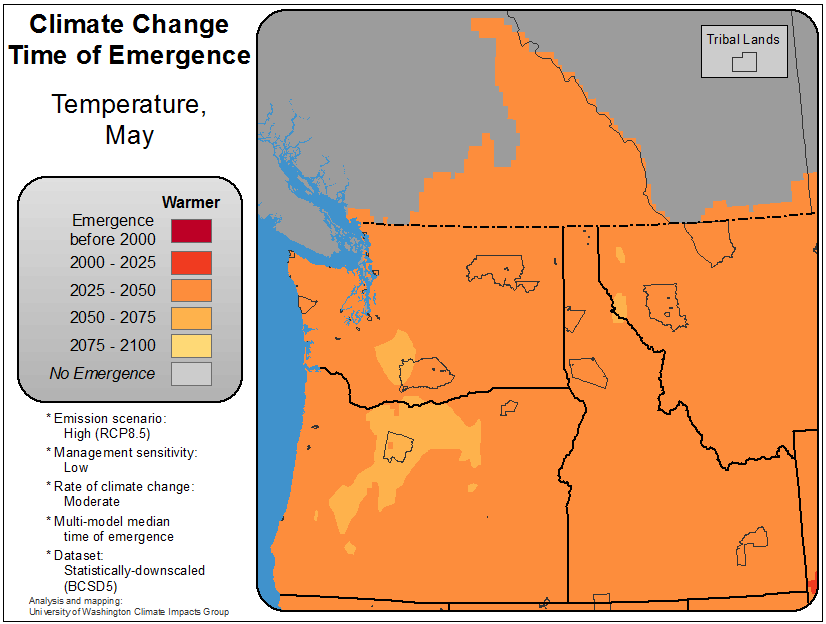 Climate Change
Time of Emergence
Temperature,
May
Warmer
Emergence
before 2000
2000 - 2025
2025 - 2050
2050 - 2075
2075 - 2100
No Emergence
* Emission scenario:
High (RCP8.5)
* Management sensitivity:
Low
* Rate of climate change:
Moderate
* Multi-model median
time of emergence
* Dataset:
Statistically-downscaled
(BCSD5)
Analysis and mapping:
University of Washington Climate Impacts Group
Tribal Lands